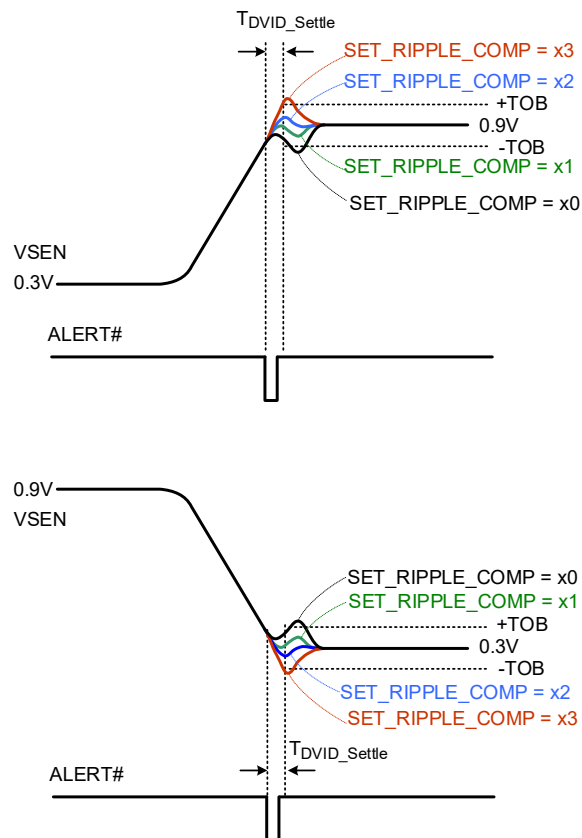 TDVID_Settle
SET_RIPPLE_COMP = x3
SET_RIPPLE_COMP = x2
+TOB
0.9V
-TOB
SET_RIPPLE_COMP = x1
SET_RIPPLE_COMP = x0
VSEN
0.3V
ALERT#
0.9V
VSEN
SET_RIPPLE_COMP = x0
SET_RIPPLE_COMP = x1
+TOB
0.3V
-TOB
SET_RIPPLE_COMP = x2
SET_RIPPLE_COMP = x3
TDVID_Settle
ALERT#